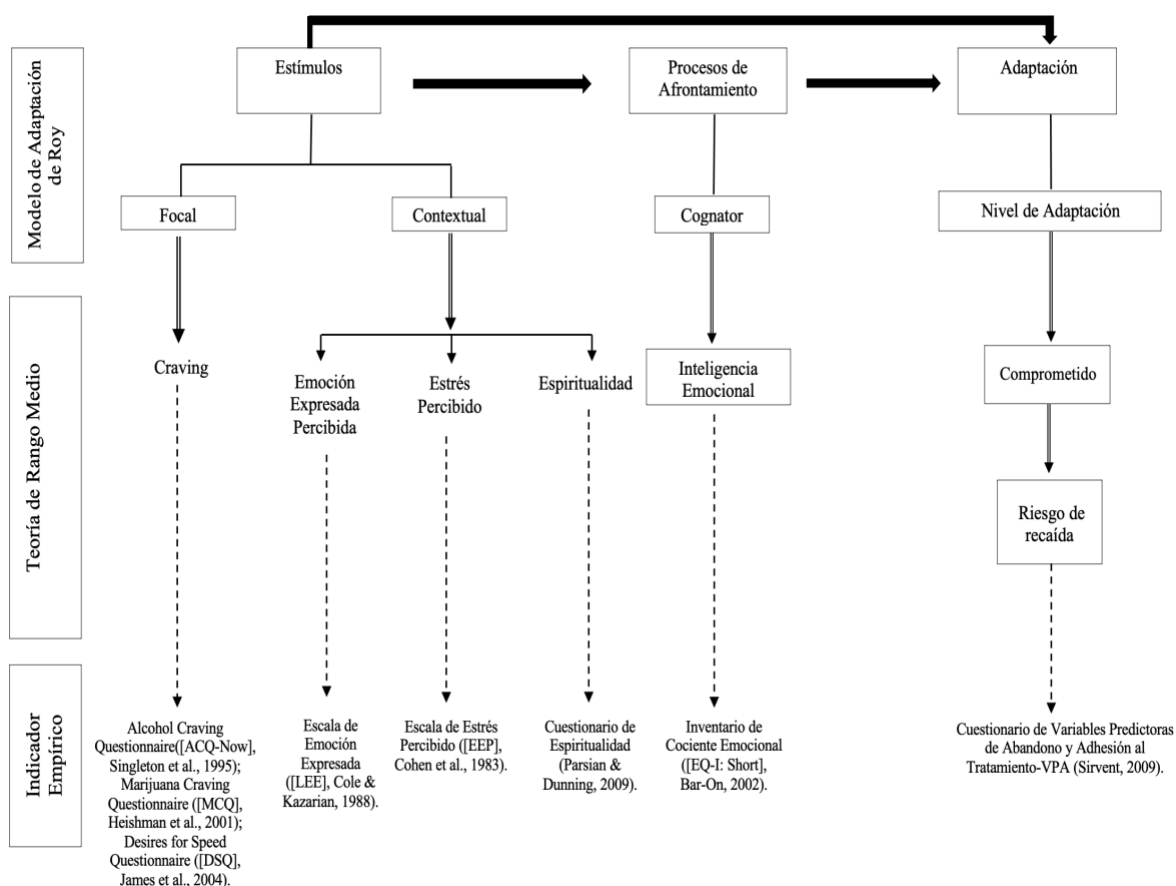 Modelo de Adaptación
de Roy
Estímulos
Procesos de
Afrontamiento
Adaptación
Focal
Contextual
Cognator
Nivel de Adaptación
Teoría de Rango Medio
Craving
Emoción
Expresada
Percibida
Estrés
Percibido
Espiritualidad
Inteligencia
Emocional
Comprometido
Riesgo de
recaída
Indicador
Empírico
Alcohol Craving
Questionnaire([ACQ-Now],
Singleton et al., 1995);
Marijuana Craving
Questionnaire ([MCQ],
Heishman et al., 2001);
Desires for Speed
Questionnaire ([DSQ],
James et al., 2004).
Escala de
Emoción
Expresada
([LEE], Cole &
Kazarian, 1988).
Escala de Estrés
Percibido ([EEP],
Cohen et al., 1983).
Cuestionario de
Espiritualidad
(Parsian &
Dunning, 2009).
Inventario de
Cociente Emocional
([EQ-I: Short],
Bar-On, 2002).
Cuestionario de Variables Predictoras
de Abandono y Adhesión al
Tratamiento-VPA (Sirvent, 2009).